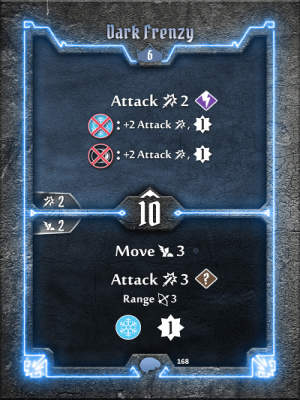 Dark Frenzy
6
Attack 2
: +2 Attack , 1
: +2 Attack , 1
2
10
2
Move 3
Attack 3 ?
Range 3
1
168